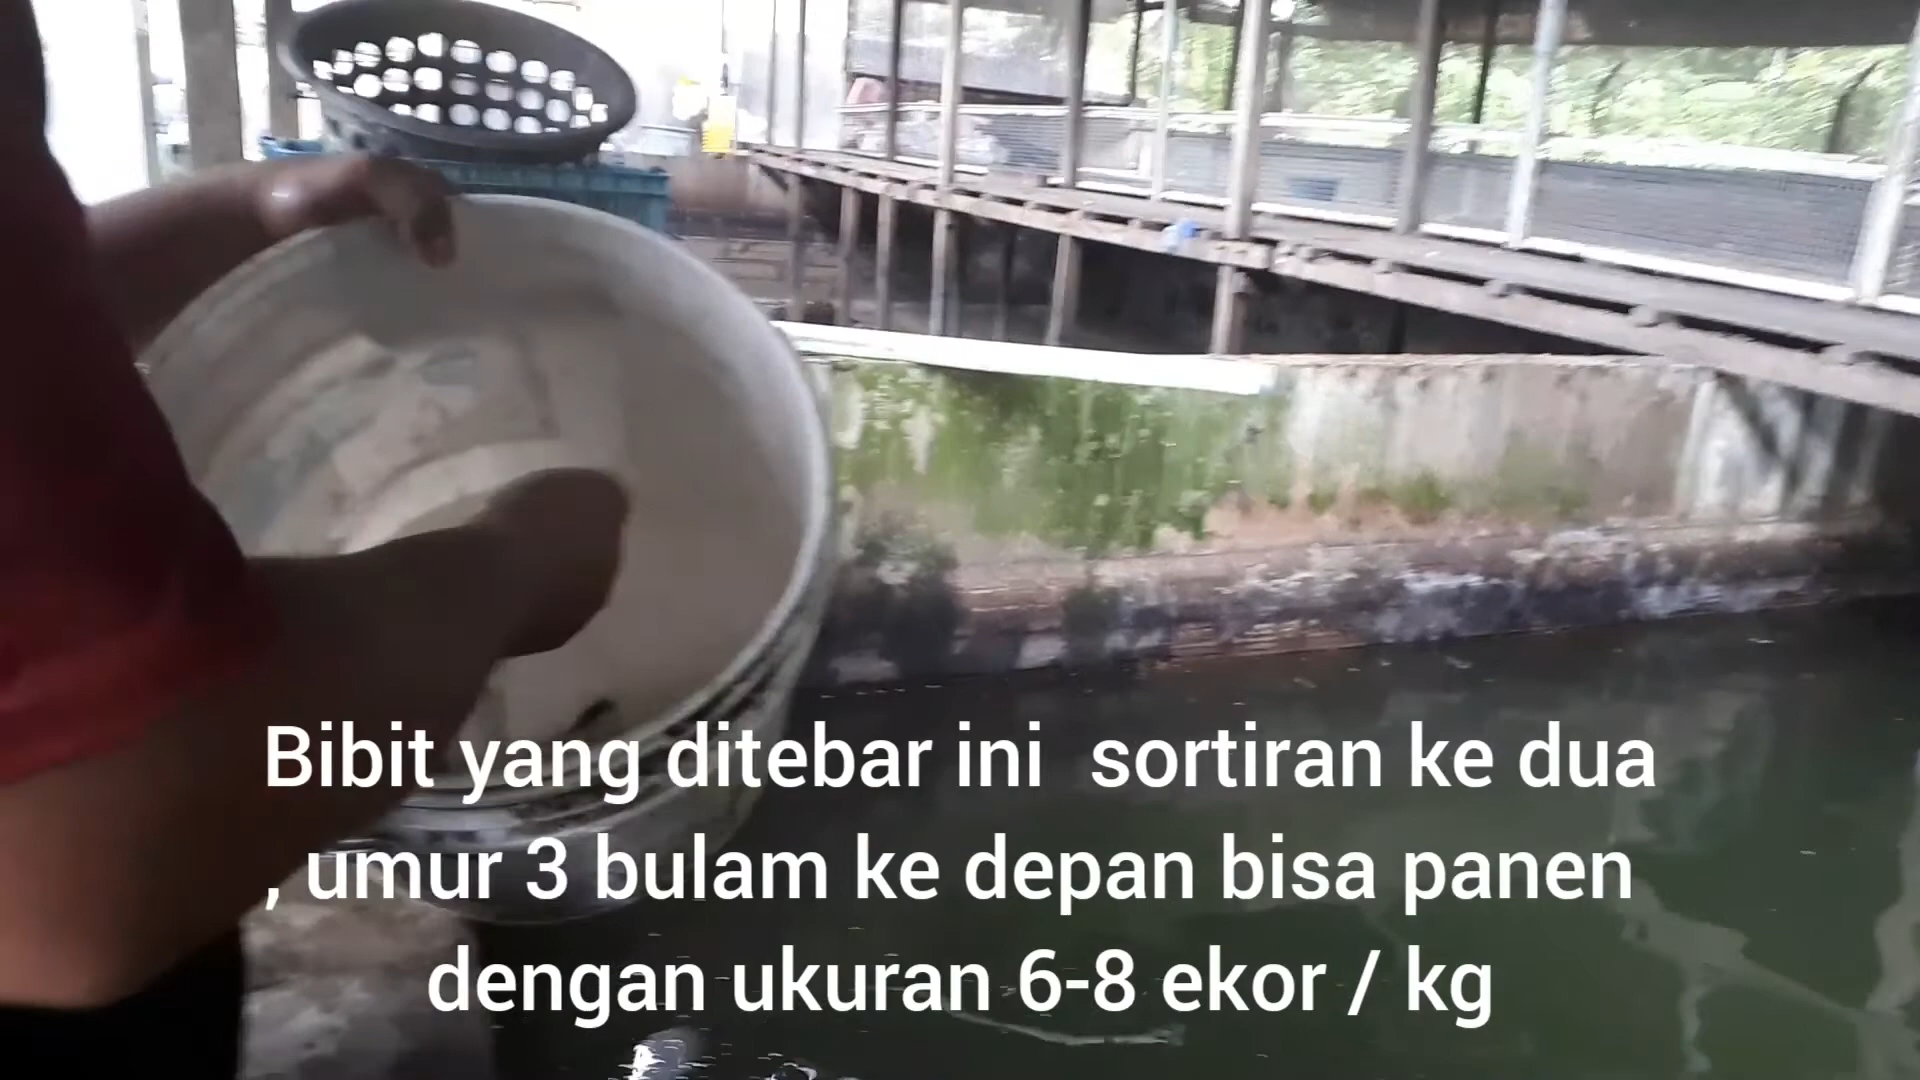 Bibit yang ditebar ini  sortiran ke dua
, umur 3 bulam ke depan bisa panen
dengan ukuran 6-8 ekor / kg